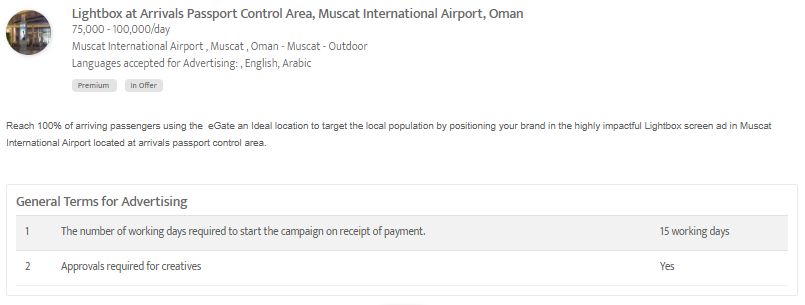 Lightbox at Arrivals Passport Control Area, Muscat International Airport, Oman
75,000 - 100,000/day
Muscat International Airport , Muscat , Oman - Muscat - Outdoor
Languages accepted for Advertising: , English, Arabic
Premium In Offer
Reach 100% of arriving passengers using the eGate an Ideal location to target the local population by positioning your brand in the highly impactful Lightbox screen ad in Muscat
International Airport located at arrivals passport control area.
General Terms for Advertising
1 The number of working days required to start the campaign on receipt of payment. 15 working days
2 Approvals required for creatives Yes